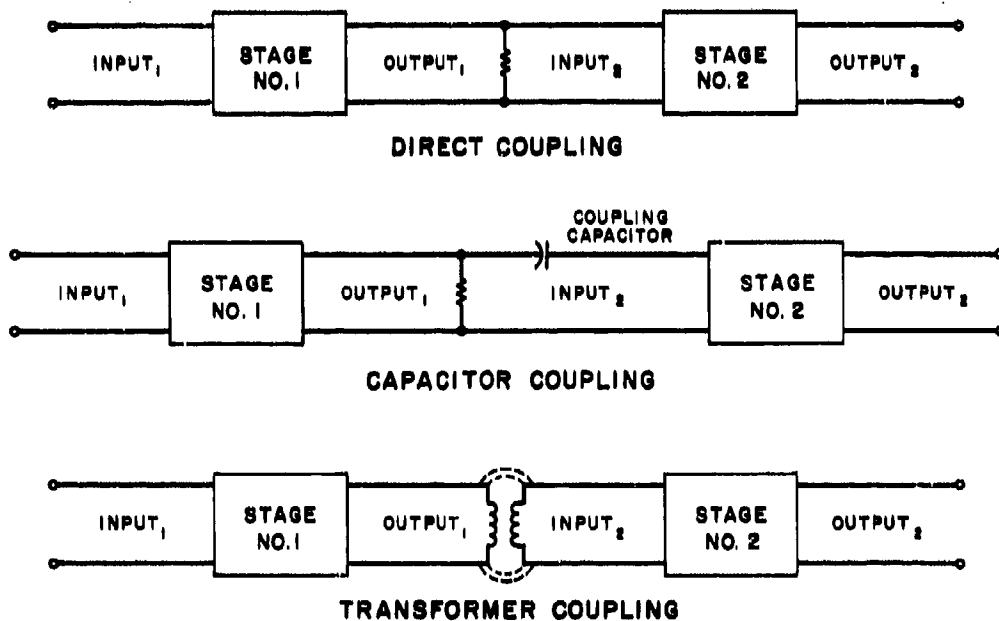 INPUT₁ STAGE NO. 1 OUTPUT₁ INPUT₂ STAGE NO. 2 OUTPUT₂
DIRECT COUPLING
COUPLING
CAPACITOR
INPUT₁ STAGE NO. 1 OUTPUT₁ INPUT₂ STAGE NO. 2 OUTPUT₂
CAPACITOR COUPLING
INPUT₁ STAGE NO. 1 OUTPUT₁ INPUT₂ STAGE NO. 2 OUTPUT₂
TRANSFORMER COUPLING